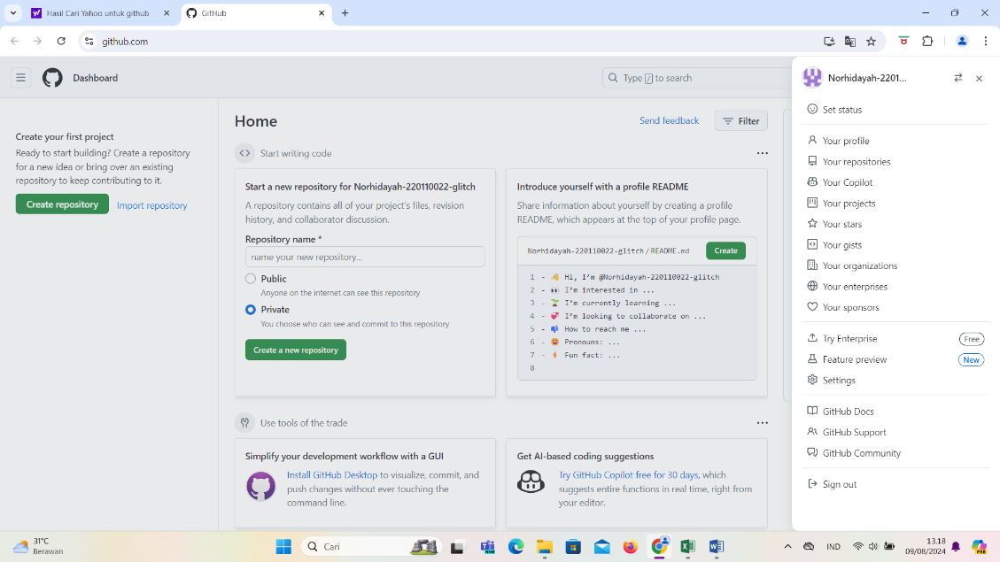 Hasil Cari Yahoo untuk github
GitHub
github.com
Dashboard
Type / to search
Norhidayah-2201...
Set status
Your profile
Your repositories
Your Copilot
Your projects
Your stars
Your gists
Your organizations
Your enterprises
Your sponsors
Try Enterprise
Free
Feature preview
New
Settings
GitHub Docs
GitHub Support
GitHub Community
Sign out
Create your first project
Ready to start building? Create a repository
for a new idea or bring over an existing
repository to keep contributing to it.
Create repository
Import repository
Home
Send feedback
Filter
Start writing code
Start a new repository for Norhidayah-220110022-glitch
A repository contains all of your project's files, revision
history, and collaborator discussion.
Repository name *
name your new repository...
Public
Anyone on the internet can see this repository
Private
You choose who can see and commit to this repository
Create a new repository
Introduce yourself with a profile README
Share information about yourself by creating a profile
README, which appears at the top of your profile page.
Norhidayah-220110022-glitch / README.md
Create
1 - 👋 Hi, I'm @Norhidayah-220110022-glitch
2 - 👀 I'm interested in ...
3 - 🌱 I'm currently learning ...
4 - 💞️ I'm looking to collaborate on ...
5 - 📫 How to reach me ...
6 - 😄 Pronouns: ...
7 - ⚡ Fun fact: ...
8
Use tools of the trade
Simplify your development workflow with a GUI
Install GitHub Desktop to visualize, commit, and
push changes without ever touching the
command line.
Get AI-based coding suggestions
Try GitHub Copilot free for 30 days, which
suggests entire functions in real time, right from
your editor.
31°C
Berawan
Cari
IND
13.18
09/08/2024